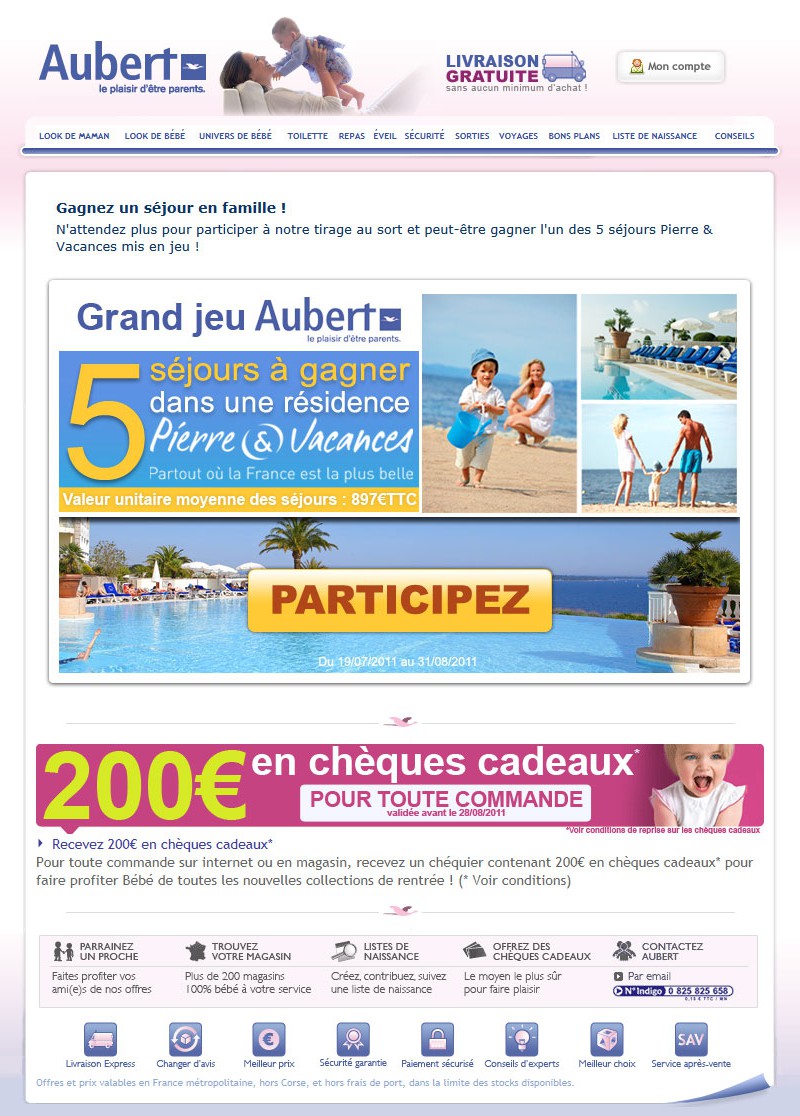 Aubert
le plaisir d'être parents.
LIVRAISON
GRATUITE
sans aucun minimum d'achat !
Mon compte
LOOK DE MAMAN LOOK DE BÉBÉ UNIVERS DE BÉBÉ TOILETTE REPAS ÉVEIL SÉCURITÉ SORTIES VOYAGES BONS PLANS LISTE DE NAISSANCE CONSEILS
Gagnez un séjour en famille !
N'attendez plus pour participer à notre tirage au sort et peut-être gagner l'un des 5 séjours Pierre &
Vacances mis en jeu !
Grand jeu Aubert
le plaisir d'être parents.
5 séjours à gagner
dans une résidence
Pierre & Vacances
Partout où la France est la plus belle
Valeur unitaire moyenne des séjours : 897€TTC
PARTICIPEZ
Du 19/07/2011 au 31/08/2011
200€ en chèques cadeaux*
POUR TOUTE COMMANDE
validée avant le 28/08/2011
*Voir conditions de reprise sur les chèques cadeaux
Recevez 200€ en chèques cadeaux*
Pour toute commande sur internet ou en magasin, recevez un chéquier contenant 200€ en chèques cadeaux* pour
faire profiter Bébé de toutes les nouvelles collections de rentrée ! (* Voir conditions)
PARRAINEZ
UN PROCHE
Faites profiter vos
ami(e)s de nos offres
TROUVEZ
VOTRE MAGASIN
Plus de 200 magasins
100% bébé à votre service
LISTES DE
NAISSANCE
Créez, contribuez, suivez
une liste de naissance
OFFREZ DES
CHÈQUES CADEAUX
Le moyen le plus sûr
pour faire plaisir
CONTACTEZ
AUBERT
Par email
N°Indigo 0 825 825 658
0,15 € TTC / MN
Livraison Express
Changer d'avis
€
Meilleur prix
Sécurité garantie
Paiement sécurisé
Conseils d'experts
Meilleur choix
SAV
Service après-vente
Offres et prix valables en France métropolitaine, hors Corse, et hors frais de port, dans la limite des stocks disponibles.